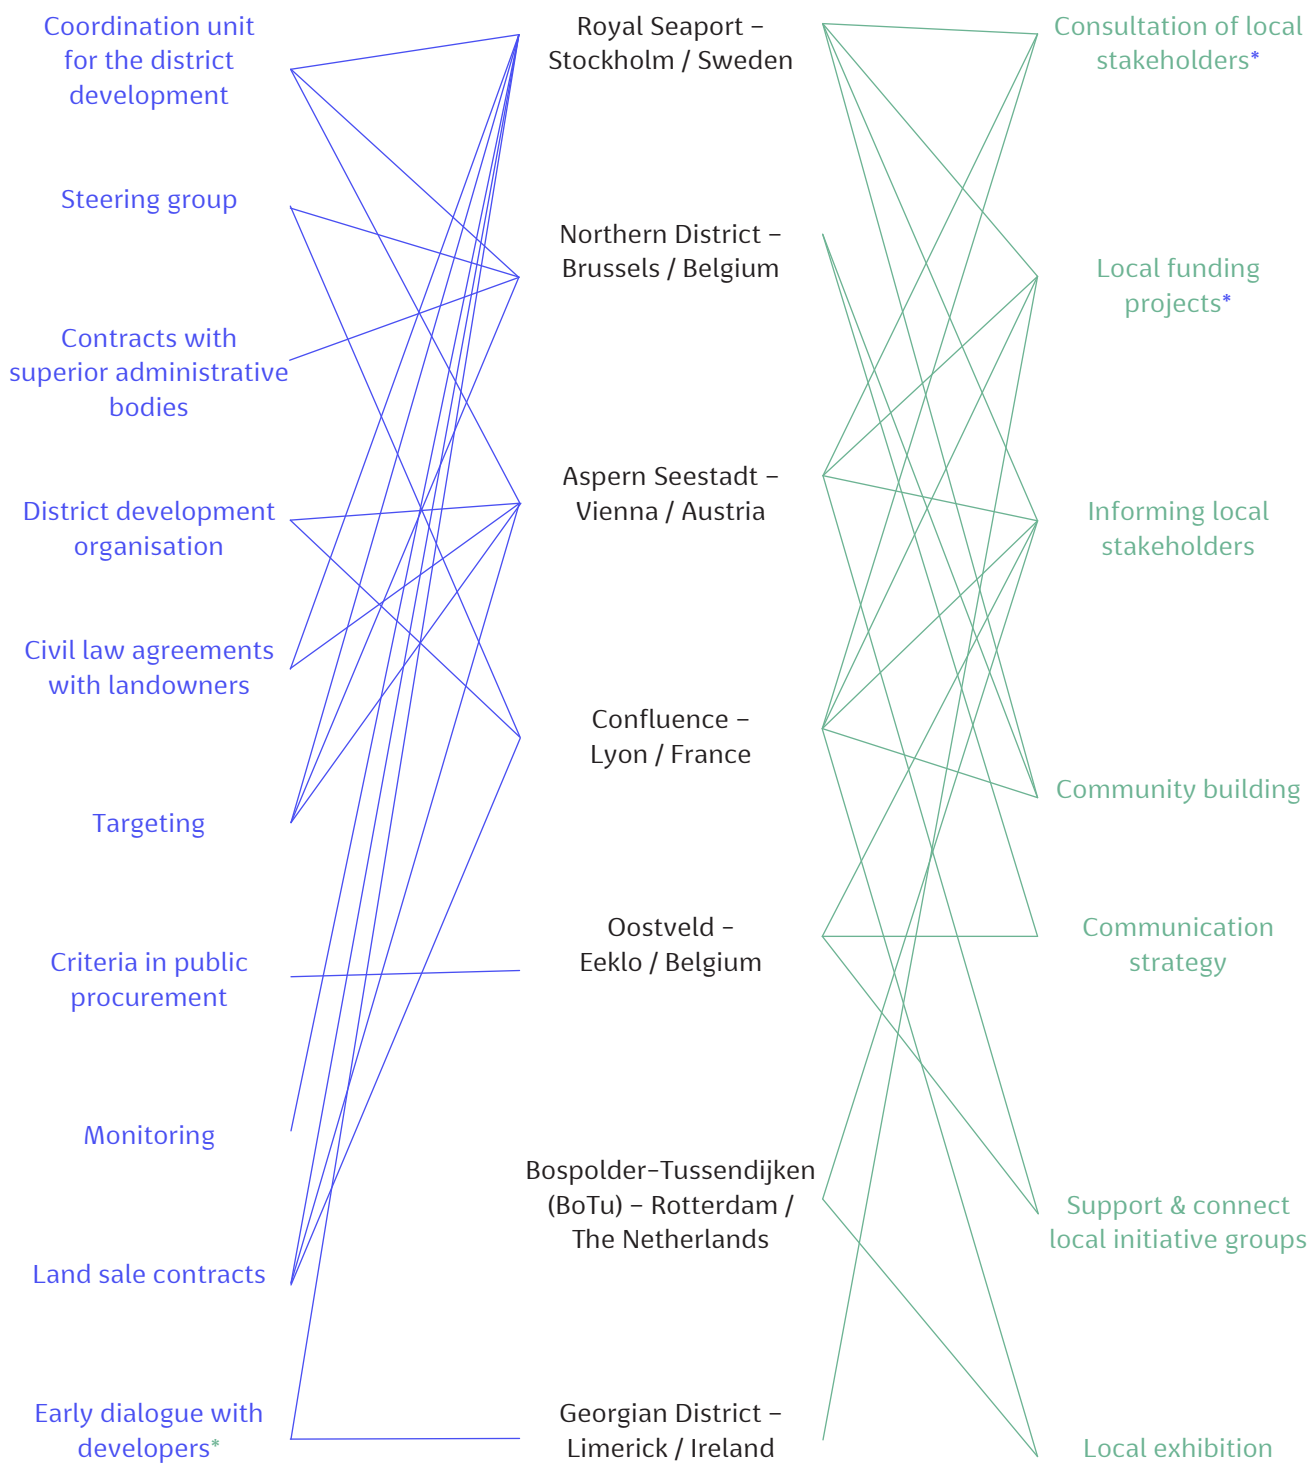 Coordination unit
for the district
development
Steering group
Contracts with
superior administrative
bodies
District development
organisation
Civil law agreements
with landowners
Targeting
Criteria in public
procurement
Monitoring
Land sale contracts
Early dialogue with
developers*
Royal Seaport –
Stockholm / Sweden
Northern District –
Brussels / Belgium
Aspern Seestadt –
Vienna / Austria
Confluence –
Lyon / France
Oostveld –
Eeklo / Belgium
Bospolder-Tussendijken
(BoTu) – Rotterdam /
The Netherlands
Georgian District –
Limerick / Ireland
Consultation of local
stakeholders*
Local funding
projects*
Informing local
stakeholders
Community building
Communication
strategy
Support & connect
local initiative groups
Local exhibition